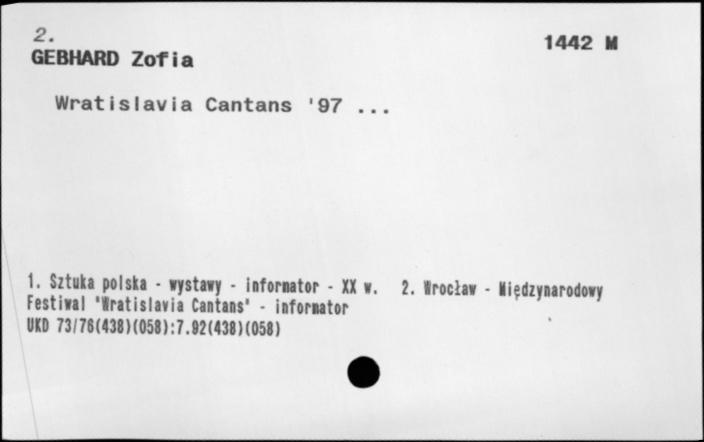 2.
1442 M
GEBHARD Zofia
Wratislavia Cantans '97 ...
1. Sztuka polska - wystawy - informator - XX w. 2. Wrocław - Międzynarodowy
Festiwal "Wratislavia Cantans" - informator
UKD 73/76(438)(058):7.92(438)(058)